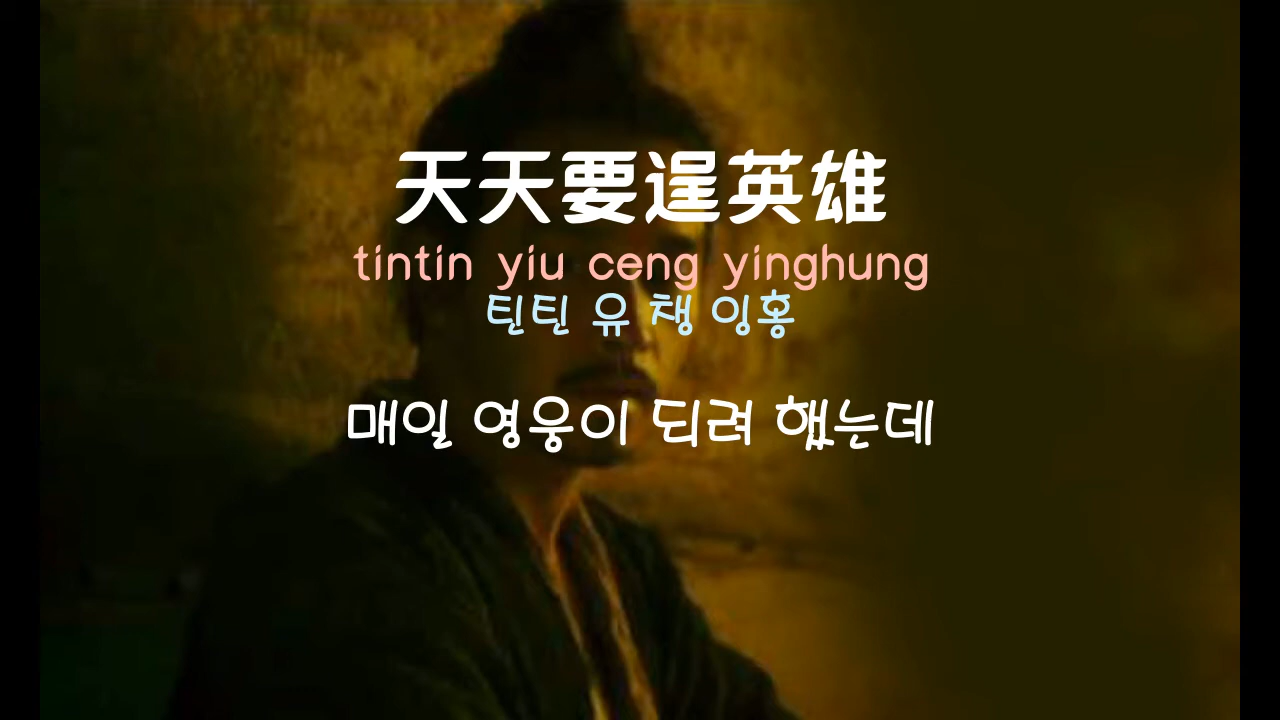 天天要逞英雄
tintin yiu ceng yinghung
틴틴 유 챙 잉홍
매일 영웅이 되려 했는데